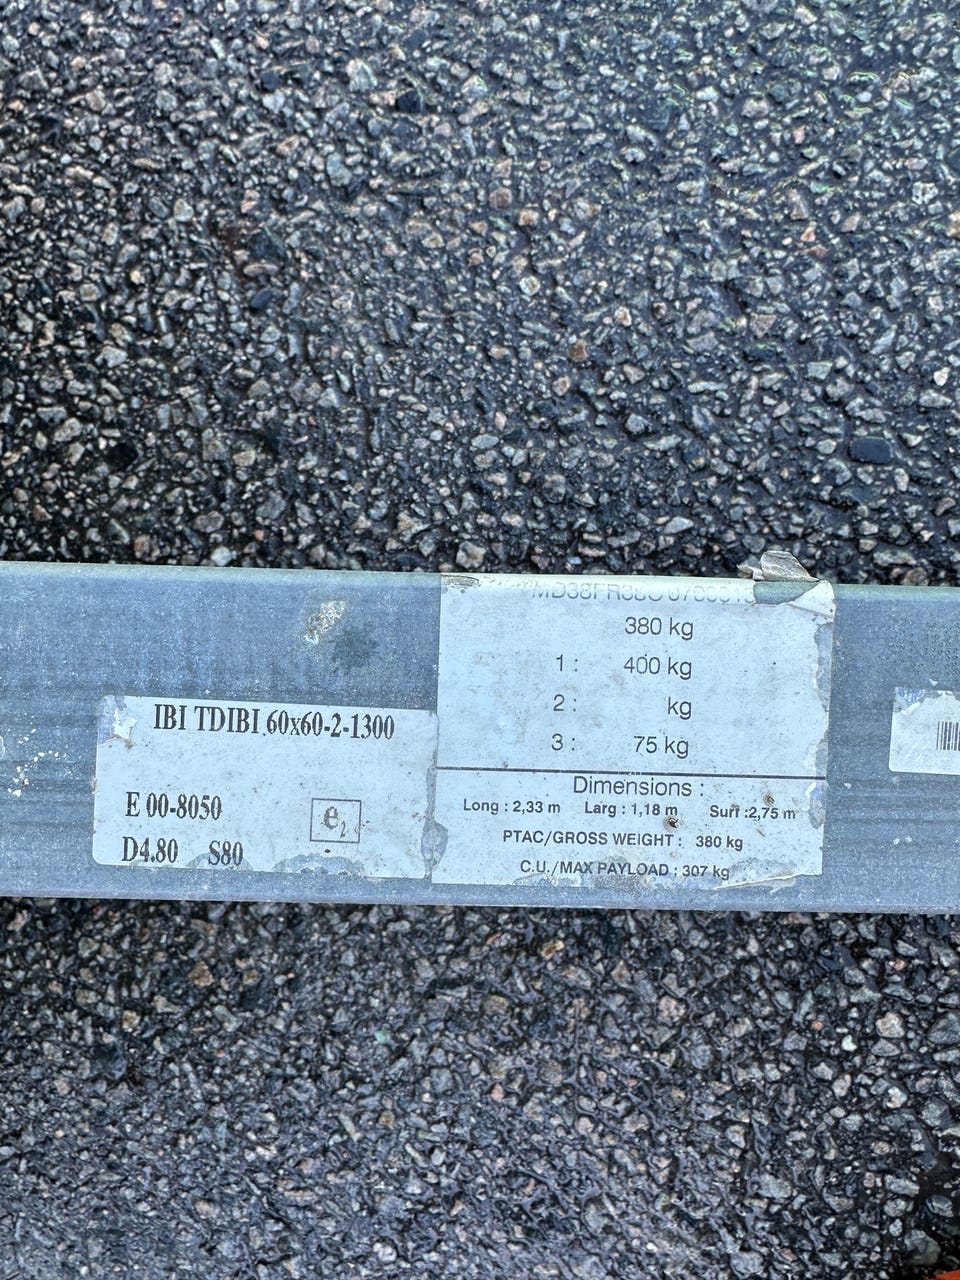 380 kg
1 : 400 kg
2 : kg
3 : 75 kg
Dimensions :
Long : 2,33 m Larg : 1,18 m Surf :2,75 m
PTAC/GROSS WEIGHT : 380 kg
C.U./MAX PAYLOAD : 307 kg
IBI TDIBI 60x60-2-1300
E 00-8050
e2
D4.80 S80